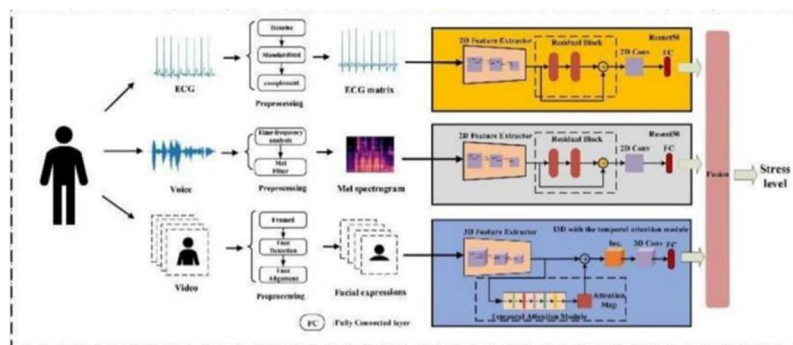 Denoise
Standardized
complement
ECG
Preprocessing
ECG matrix
2D Feature Extractor
Residual Block
2D Conv
FC
Resnet50
Time-frequency
analysis
Mel
Filter
Voice
Preprocessing
Mel spectrogram
2D Feature Extractor
Residual Block
2D Conv
FC
Resnet50
Framed
Face
Detection
Face
Alignment
Video
Preprocessing
Facial expressions
I3D with the temporal attention module
3D Feature Extractor
Inc.
3D Conv
FC
Attention
Map
Temporal Attention Module
Fusion
Stress
level
FC :Fully Connected layer